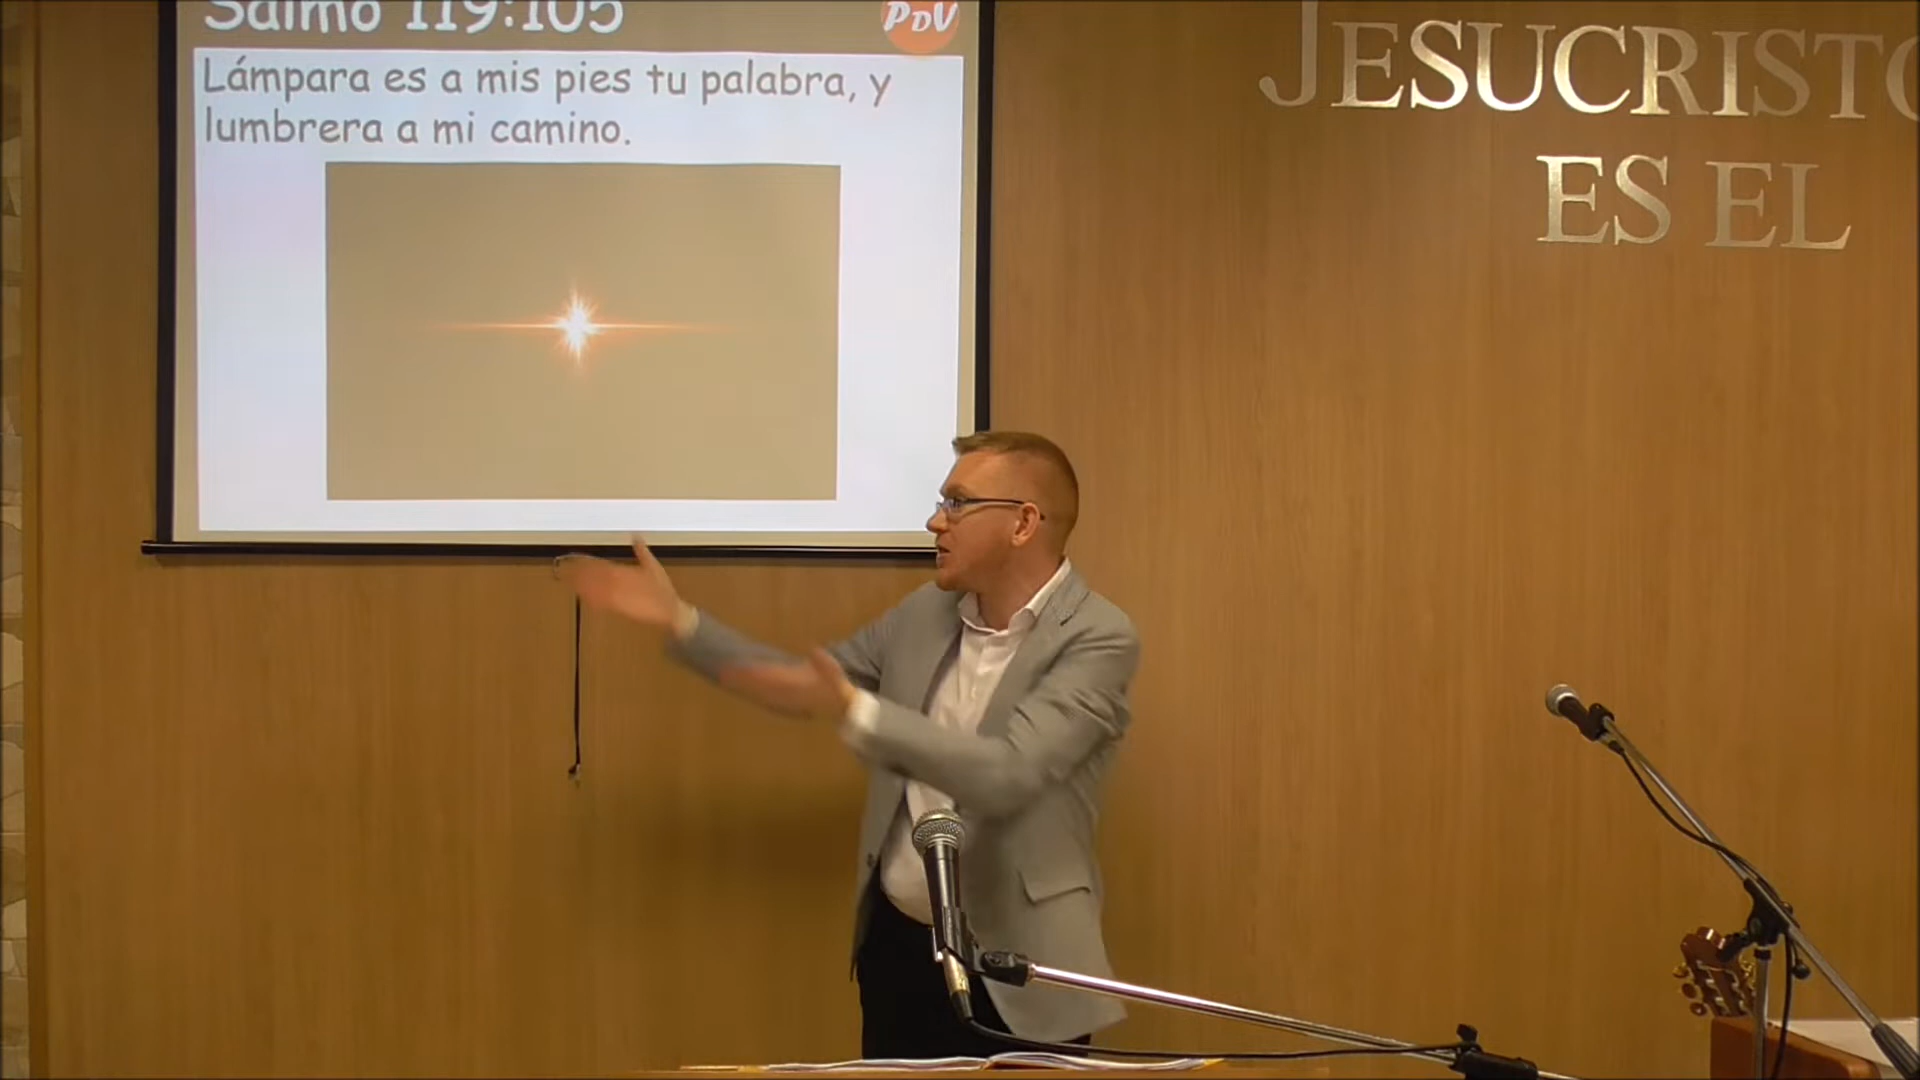 Salmo 119:105
PDV
Lámpara es a mis pies tu palabra, y
lumbrera a mi camino.
JESUCRISTO
ES EL